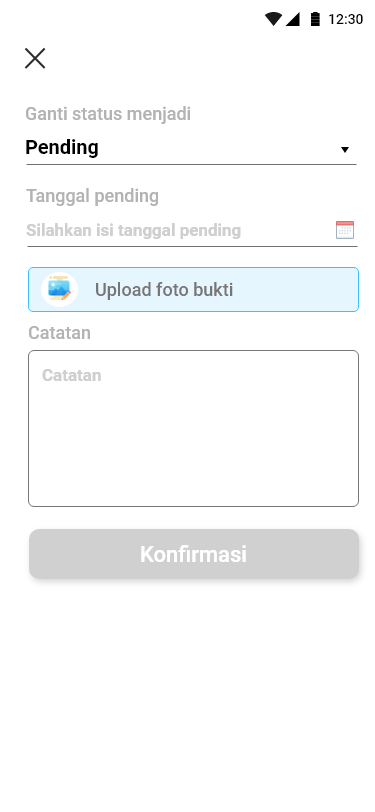 12:30
Ganti status menjadi
Pending
Tanggal pending
Silahkan isi tanggal pending
Upload foto bukti
Catatan
Catatan
Konfirmasi